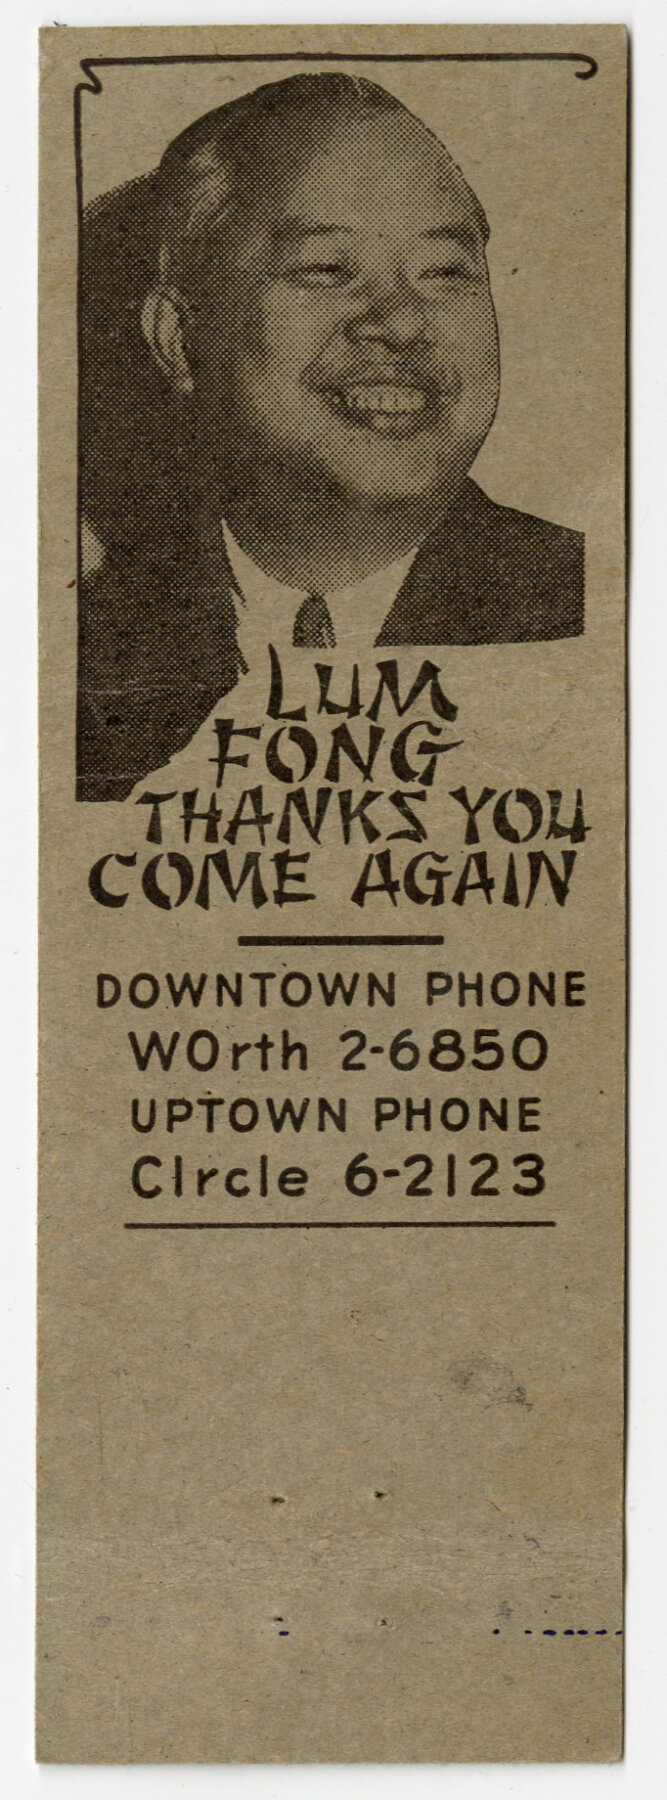 LUM
FONG
THANKS YOU
COME AGAIN
DOWNTOWN PHONE
WOrth 2-6850
UPTOWN PHONE
CIrcle 6-2123